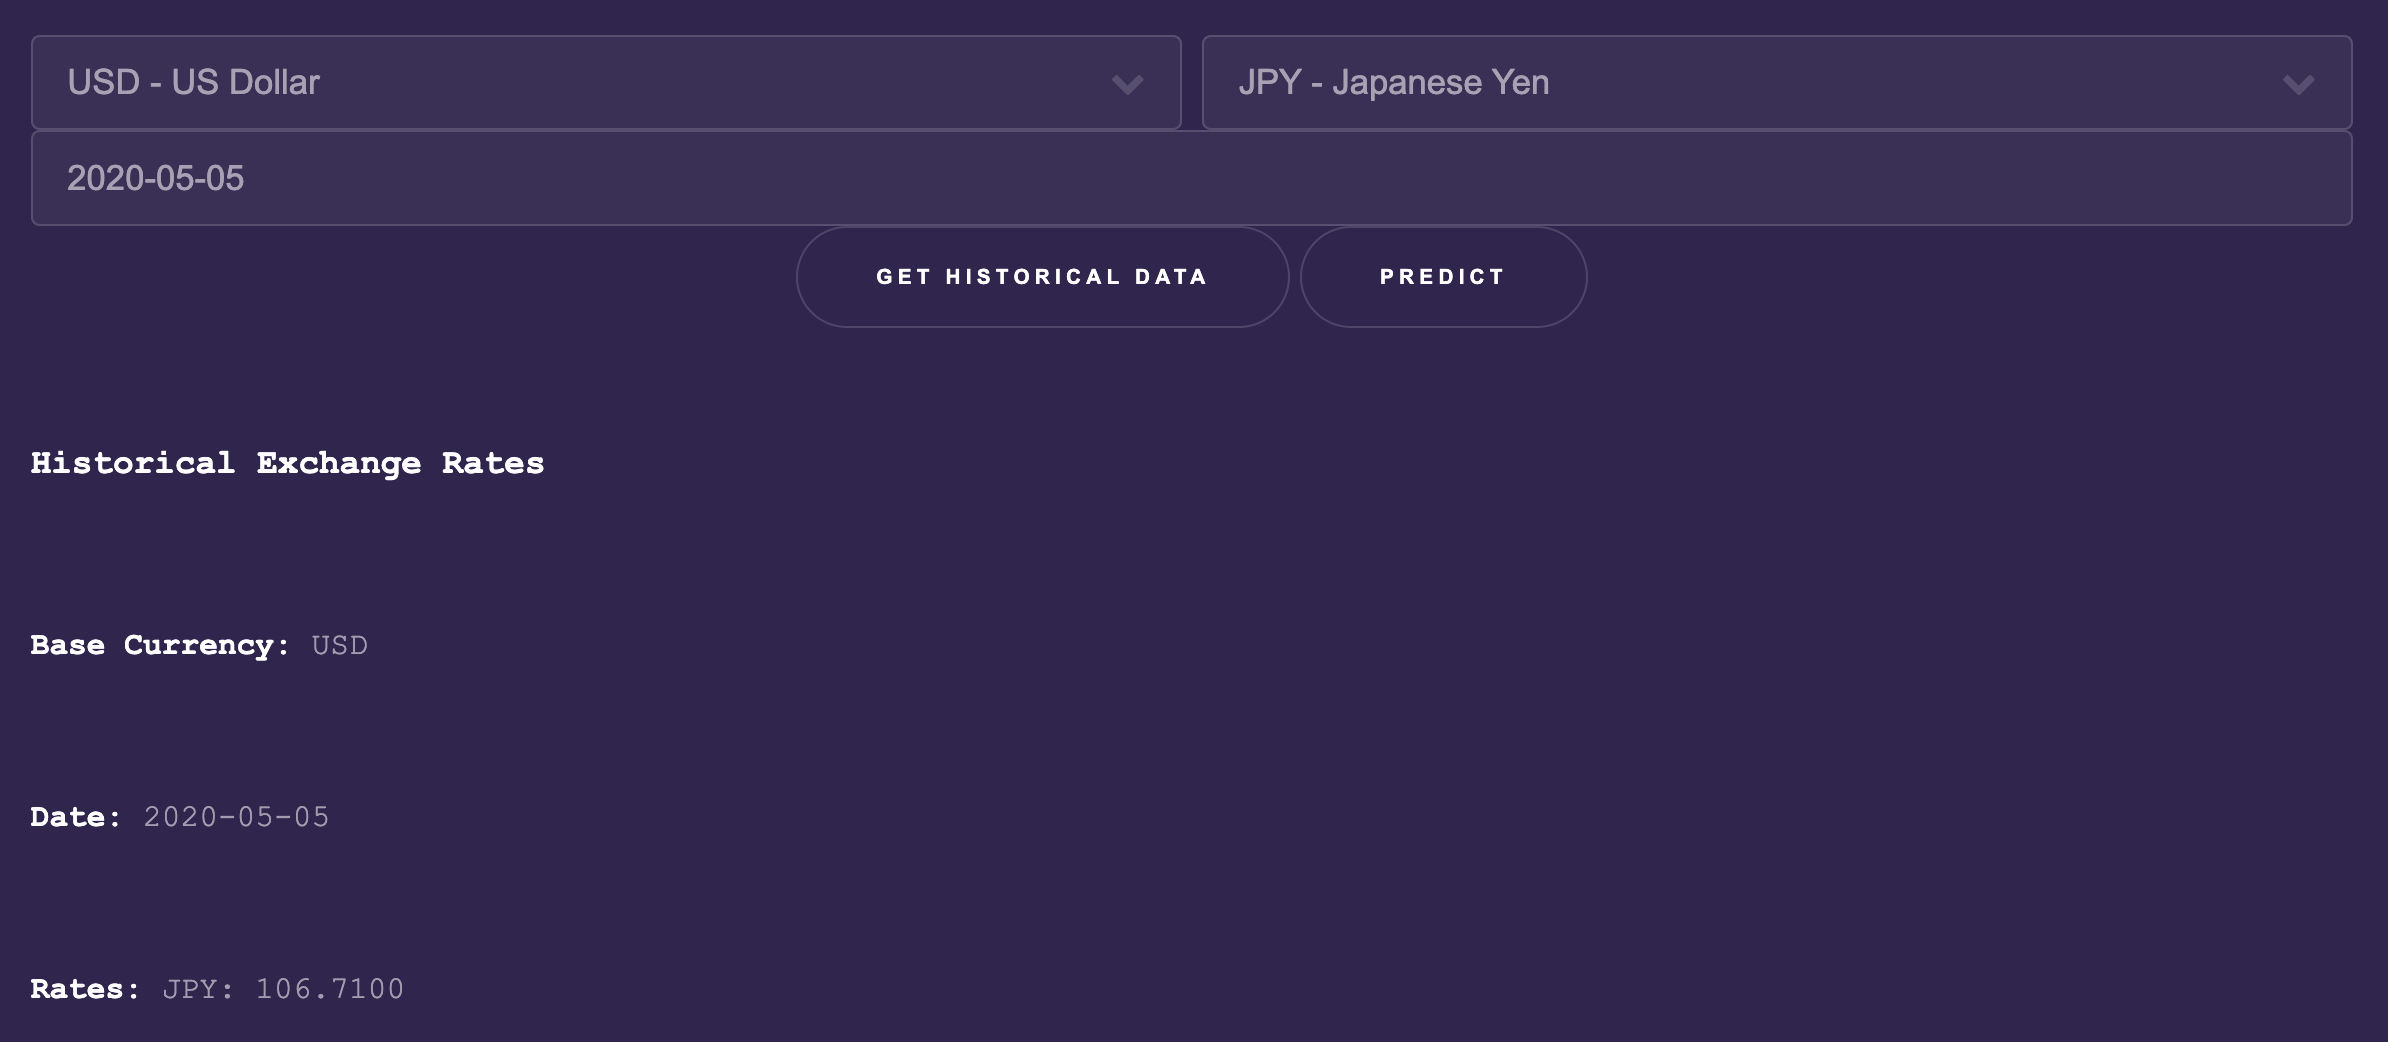 USD - US Dollar
JPY - Japanese Yen
2020-05-05
GET HISTORICAL DATA
PREDICT
Historical Exchange Rates
Base Currency: USD
Date: 2020-05-05
Rates: JPY: 106.7100